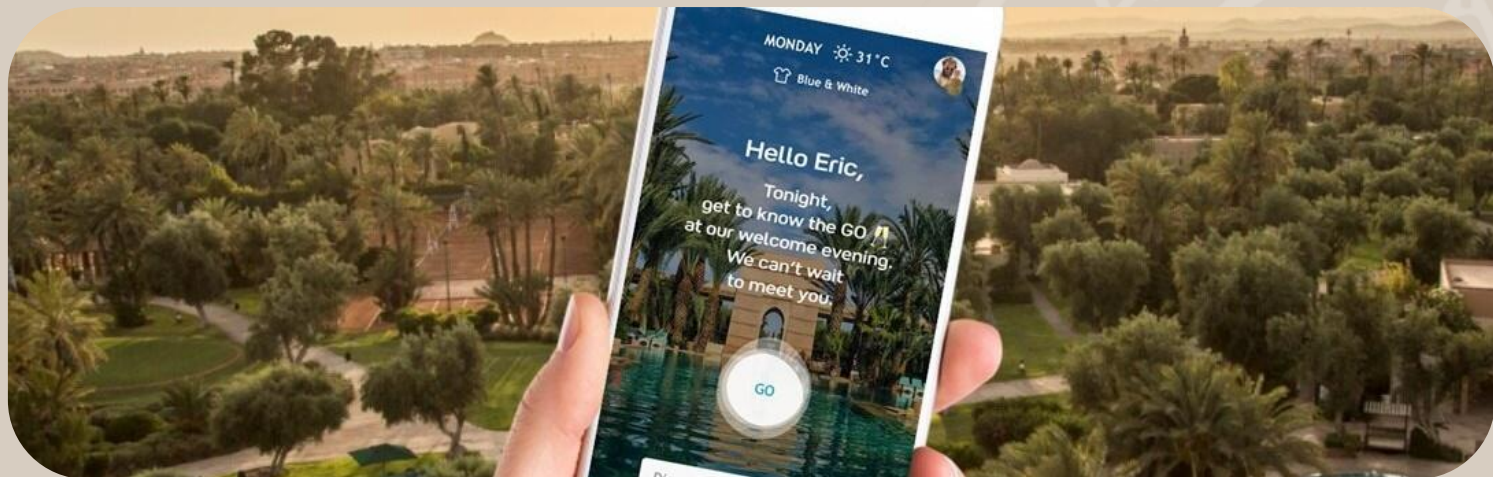 MONDAY 31°C
Blue & White
Hello Eric,
Tonight,
get to know the GO 🥂
at our welcome evening.
We can't wait
to meet you.
GO